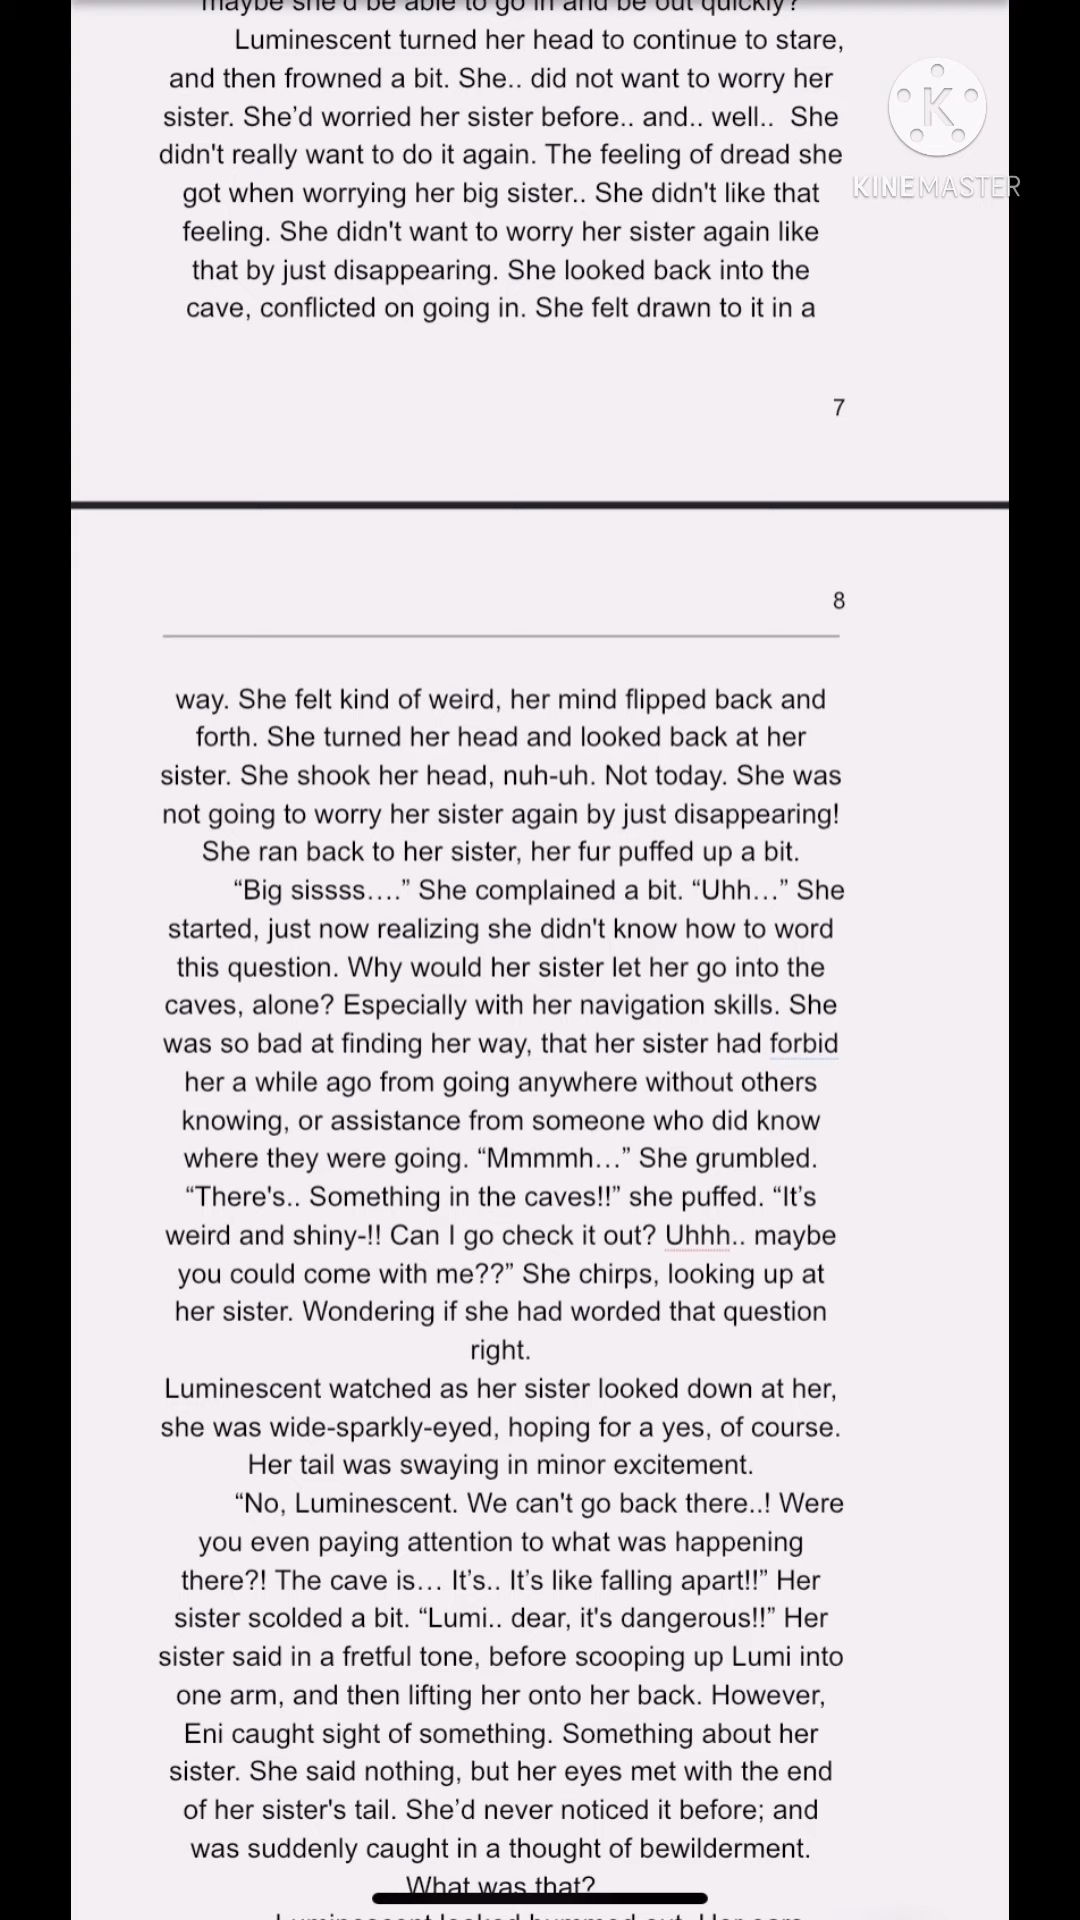 maybe she'd be able to go in and be out quickly?
Luminescent turned her head to continue to stare,
and then frowned a bit. She.. did not want to worry her
sister. She’d worried her sister before.. and.. well..  She
didn't really want to do it again. The feeling of dread she
got when worrying her big sister.. She didn't like that
feeling. She didn't want to worry her sister again like
that by just disappearing. She looked back into the
cave, conflicted on going in. She felt drawn to it in a
KINEMASTER
7
8
way. She felt kind of weird, her mind flipped back and
forth. She turned her head and looked back at her
sister. She shook her head, nuh-uh. Not today. She was
not going to worry her sister again by just disappearing!
She ran back to her sister, her fur puffed up a bit.
“Big sissss….” She complained a bit. “Uhh…” She
started, just now realizing she didn't know how to word
this question. Why would her sister let her go into the
caves, alone? Especially with her navigation skills. She
was so bad at finding her way, that her sister had forbid
her a while ago from going anywhere without others
knowing, or assistance from someone who did know
where they were going. “Mmmmh…” She grumbled.
“There's.. Something in the caves!!” she puffed. “It’s
weird and shiny-!! Can I go check it out? Uhhh.. maybe
you could come with me??” She chirps, looking up at
her sister. Wondering if she had worded that question
right.
Luminescent watched as her sister looked down at her,
she was wide-sparkly-eyed, hoping for a yes, of course.
Her tail was swaying in minor excitement.
“No, Luminescent. We can't go back there..! Were
you even paying attention to what was happening
there?! The cave is… It’s.. It’s like falling apart!!” Her
sister scolded a bit. “Lumi.. dear, it's dangerous!!” Her
sister said in a fretful tone, before scooping up Lumi into
one arm, and then lifting her onto her back. However,
Eni caught sight of something. Something about her
sister. She said nothing, but her eyes met with the end
of her sister's tail. She’d never noticed it before; and
was suddenly caught in a thought of bewilderment.
What was that?
Luminescent looked bummed out. Her ears